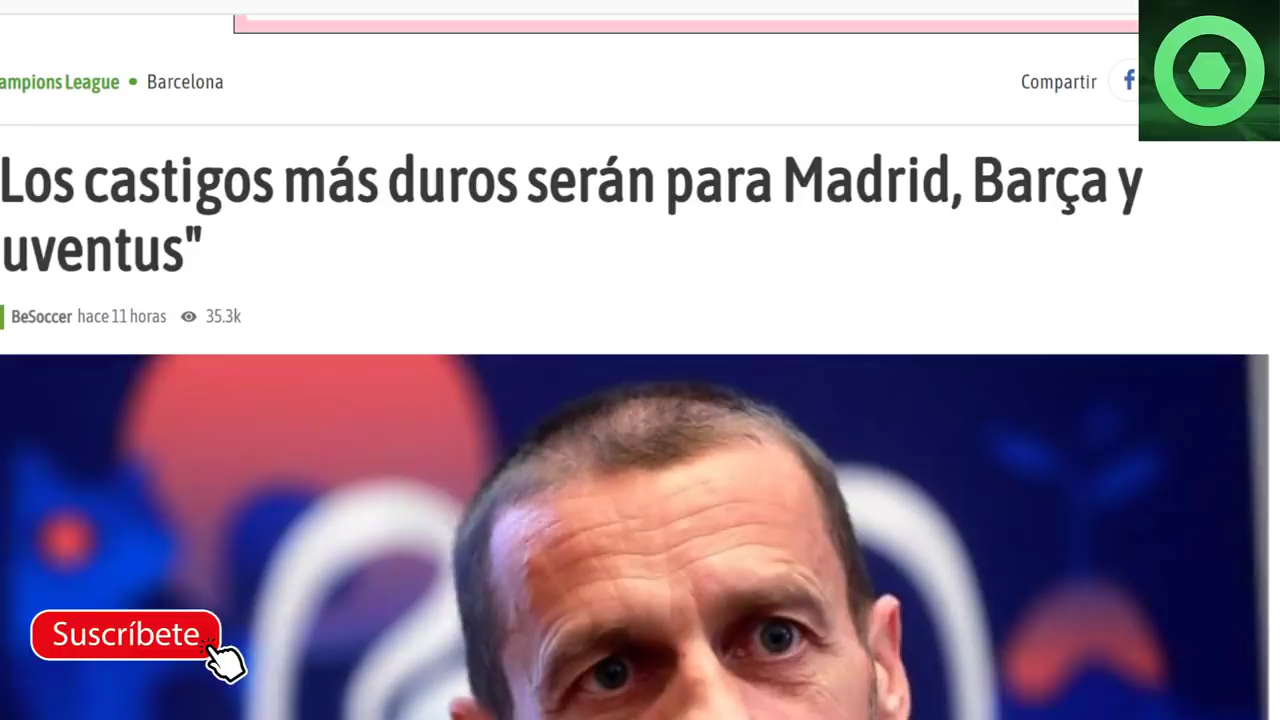 ampions League • Barcelona
Compartir f
Los castigos más duros serán para Madrid, Barça y
uventus"
BeSoccer hace 11 horas 35.3k
Suscríbete